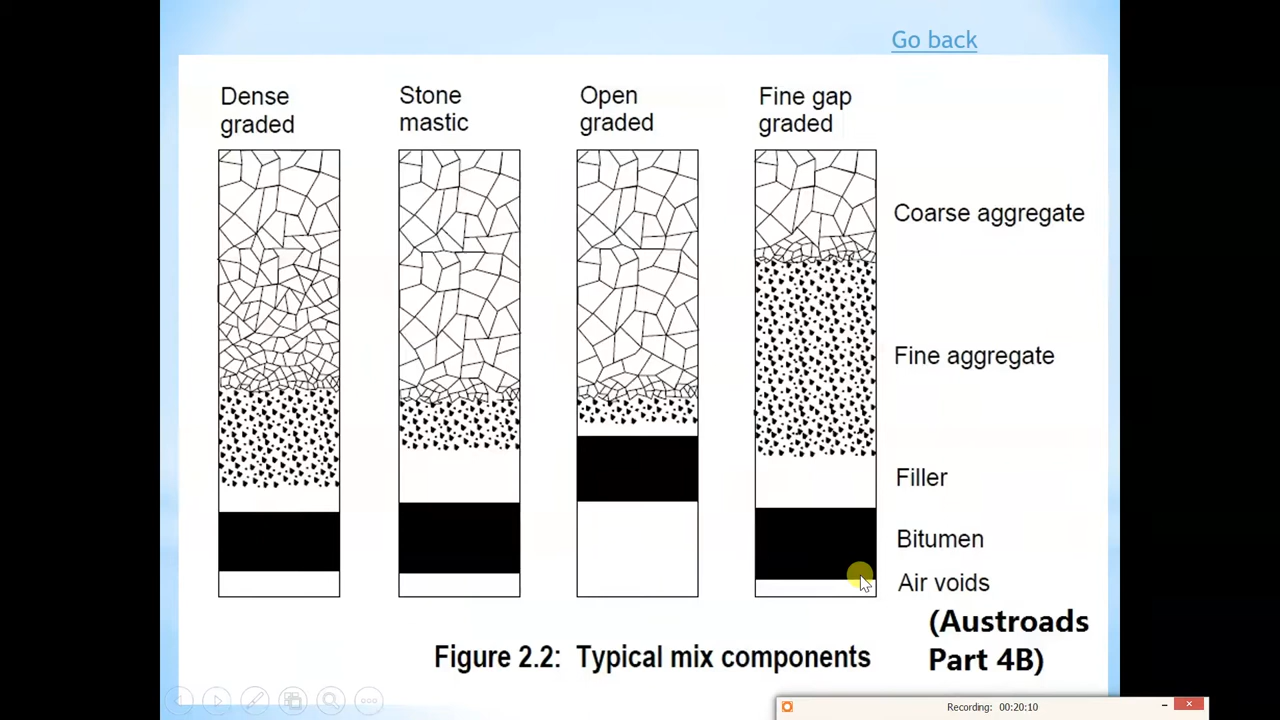 Go back
Dense
graded
Stone
mastic
Open
graded
Fine gap
graded
Coarse aggregate
Fine aggregate
Filler
Bitumen
Air voids
(Austroads
Part 4B)
Figure 2.2: Typical mix components
Recording: 00:20:10